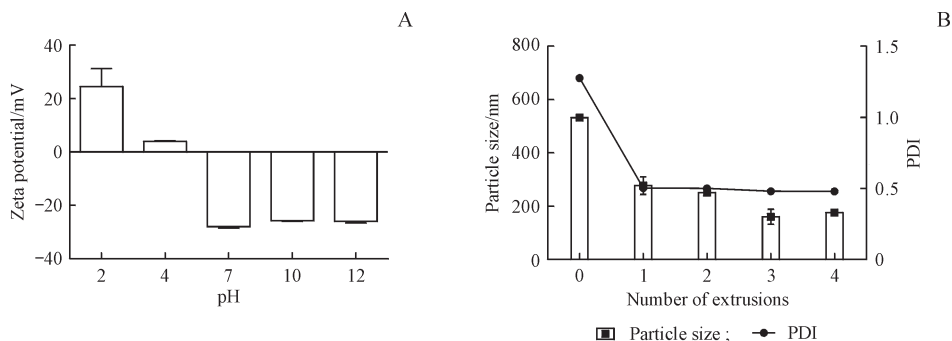 A
40
20
0
−20
−40
Zeta potential/mV
2 4 7 10 12
pH
B
800
600
400
200
0
Particle size/nm
1.5
1.0
0.5
0
PDI
0 1 2 3 4
Number of extrusions
Particle size ; PDI